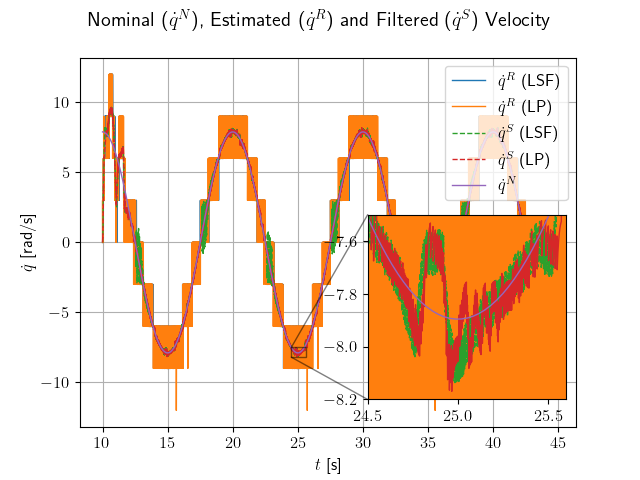 Nominal (q̇ᴺ), Estimated (q̇ᴿ) and Filtered (q̇ˢ) Velocity
q̇ᴿ (LSF)
q̇ᴿ (LP)
q̇ˢ (LSF)
q̇ˢ (LP)
q̇ᴺ
10
5
0
−5
−10
q̇ [rad/s]
−7.6
−7.8
−8.0
−8.2
24.5 25.0 25.5
10 15 20 25 30 35 40 45
t [s]